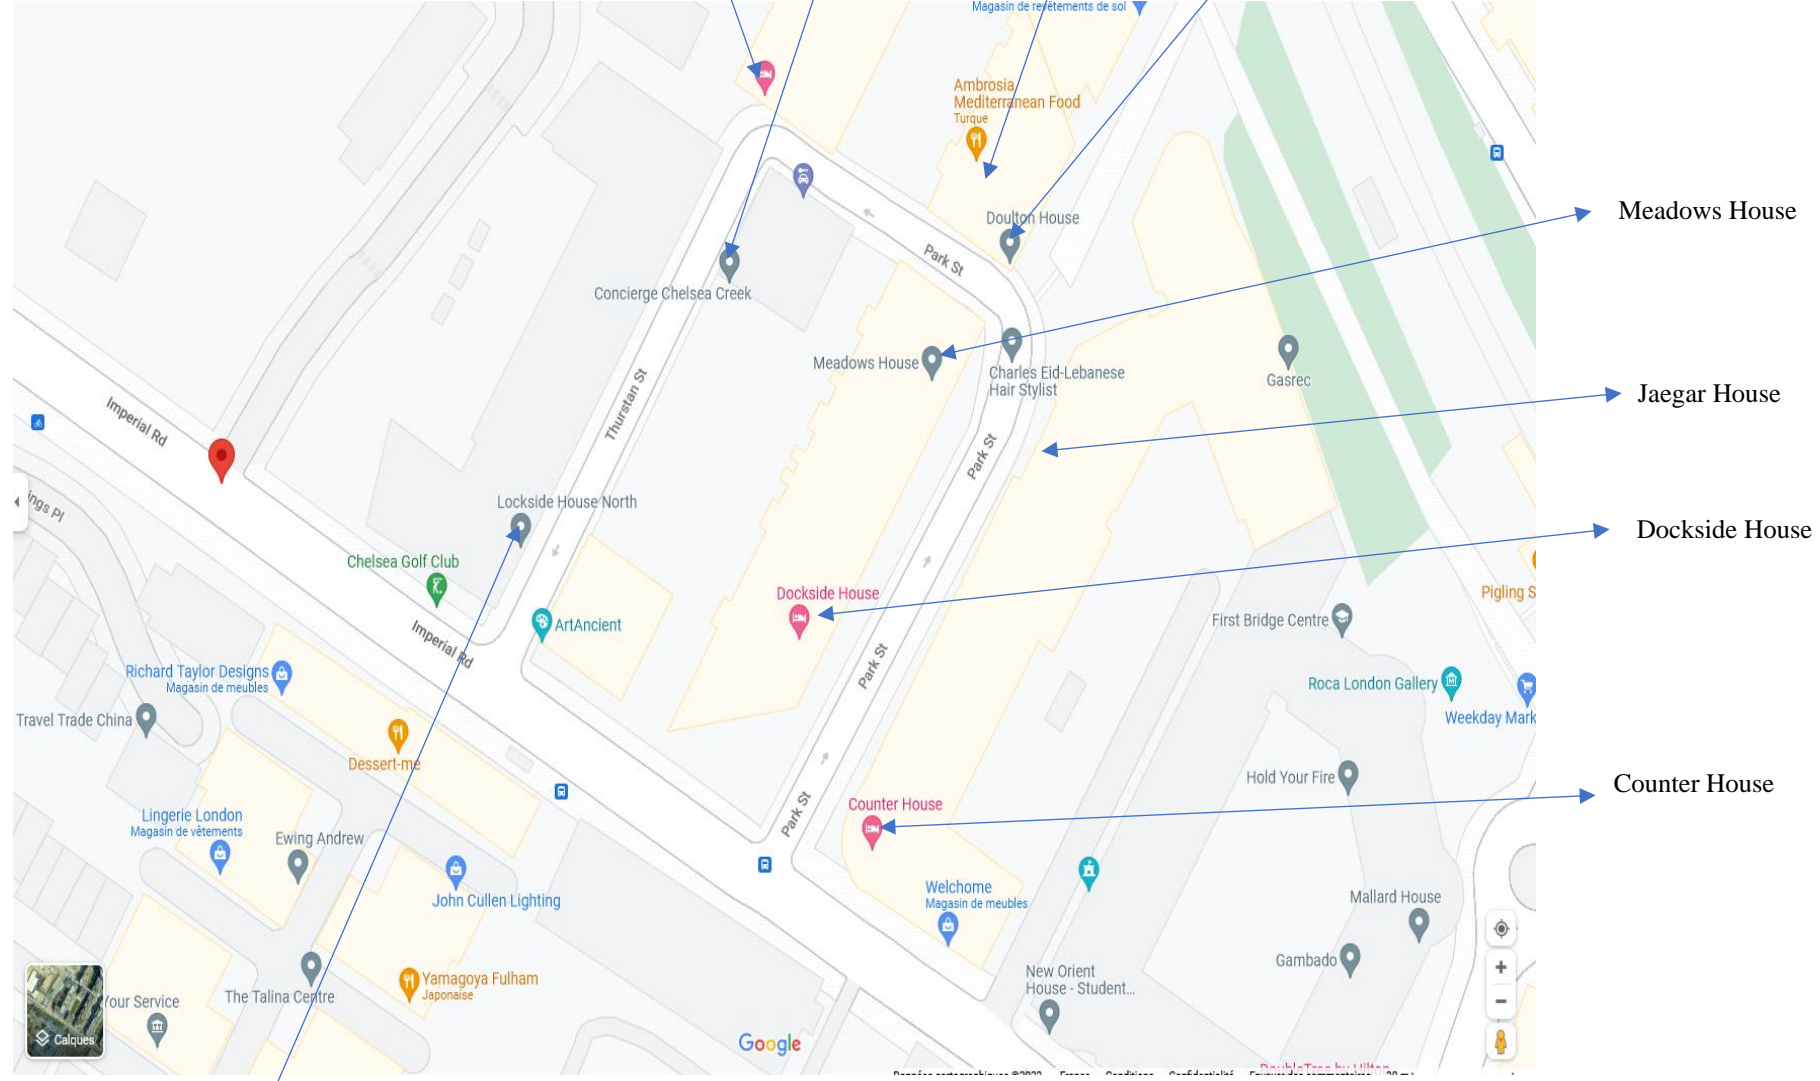 Magasin de revêtements de sol
Ambrosia
Mediterranean Food
Turque
Doulton House
Park St
Concierge Chelsea Creek
Meadows House
Meadows House
Charles Eid-Lebanese
Hair Stylist
Gasrec
Jaegar House
Thurstan St
Imperial Rd
Park St
ings Pl
Lockside House North
Dockside House
Chelsea Golf Club
Dockside House
Pigling S
ArtAncient
First Bridge Centre
Imperial Rd
Park St
Richard Taylor Designs
Magasin de meubles
Roca London Gallery
Travel Trade China
Weekday Mark
Dessert-me
Hold Your Fire
Counter House
Park St
Counter House
Lingerie London
Magasin de vêtements
Ewing Andrew
John Cullen Lighting
Welchome
Magasin de meubles
Mallard House
Gambado
New Orient
House - Student...
Yamagoya Fulham
Japonaise
The Talina Centre
Your Service
Calques
Google
DoubleTree by Hilton